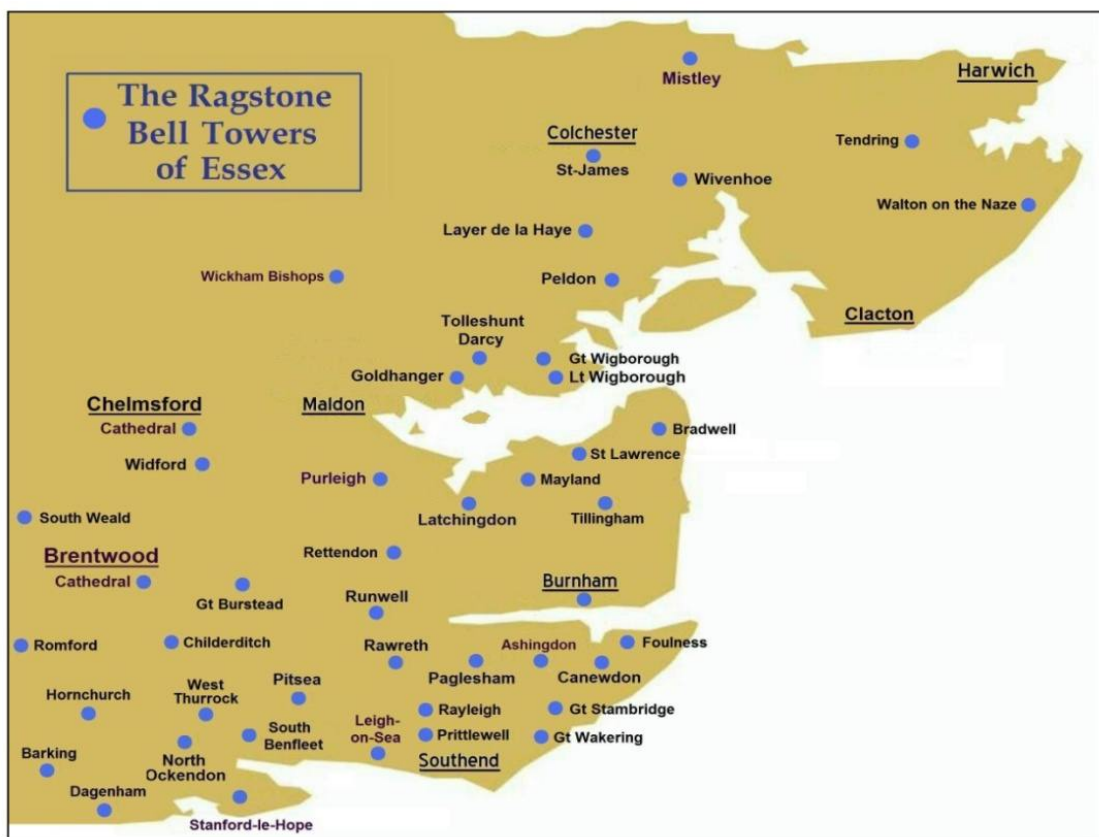 The Ragstone
Bell Towers
of Essex
Mistley
Harwich
Colchester
St-James
Tendring
Wivenhoe
Walton on the Naze
Layer de la Haye
Wickham Bishops
Peldon
Clacton
Tolleshunt
Darcy
Gt Wigborough
Goldhanger
Lt Wigborough
Chelmsford
Maldon
Cathedral
Bradwell
Widford
St Lawrence
Purleigh
Mayland
South Weald
Latchingdon
Tillingham
Brentwood
Rettendon
Cathedral
Burnham
Gt Burstead
Runwell
Romford
Childerditch
Rawreth
Ashingdon
Foulness
Paglesham
Canewdon
Hornchurch
West
Thurrock
Pitsea
Rayleigh
Gt Stambridge
Leigh-
on-Sea
South
Benfleet
Prittlewell
Gt Wakering
Barking
North
Ockendon
Southend
Dagenham
Stanford-le-Hope